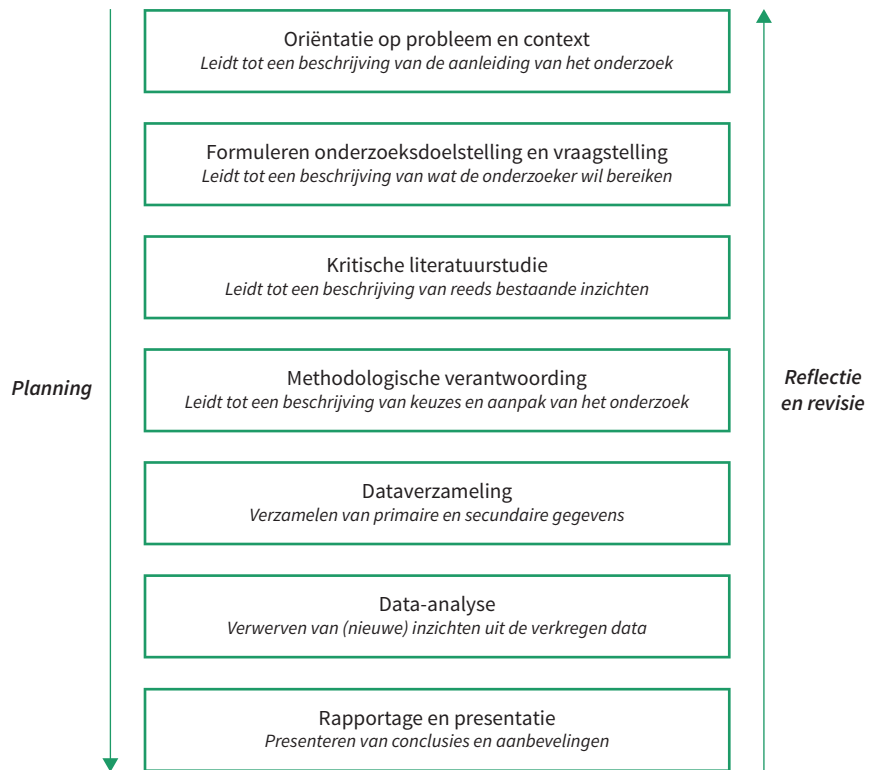 Oriëntatie op probleem en context
Leidt tot een beschrijving van de aanleiding van het onderzoek
Formuleren onderzoeksdoelstelling en vraagstelling
Leidt tot een beschrijving van wat de onderzoeker wil bereiken
Kritische literatuurstudie
Leidt tot een beschrijving van reeds bestaande inzichten
Planning
Methodologische verantwoording
Leidt tot een beschrijving van keuzes en aanpak van het onderzoek
Reflectie
en revisie
Dataverzameling
Verzamelen van primaire en secundaire gegevens
Data-analyse
Verwerven van (nieuwe) inzichten uit de verkregen data
Rapportage en presentatie
Presenteren van conclusies en aanbevelingen